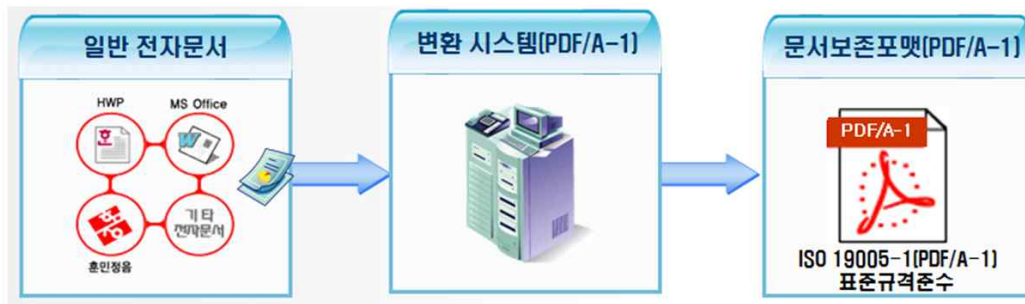 일반 전자문서
변환 시스템(PDF/A-1)
문서보존포맷(PDF/A-1)
HWP
MS Office
호
W
훈
기타
전자문서
훈민정음
PDF/A-1
ISO 19005-1(PDF/A-1)
표준규격준수